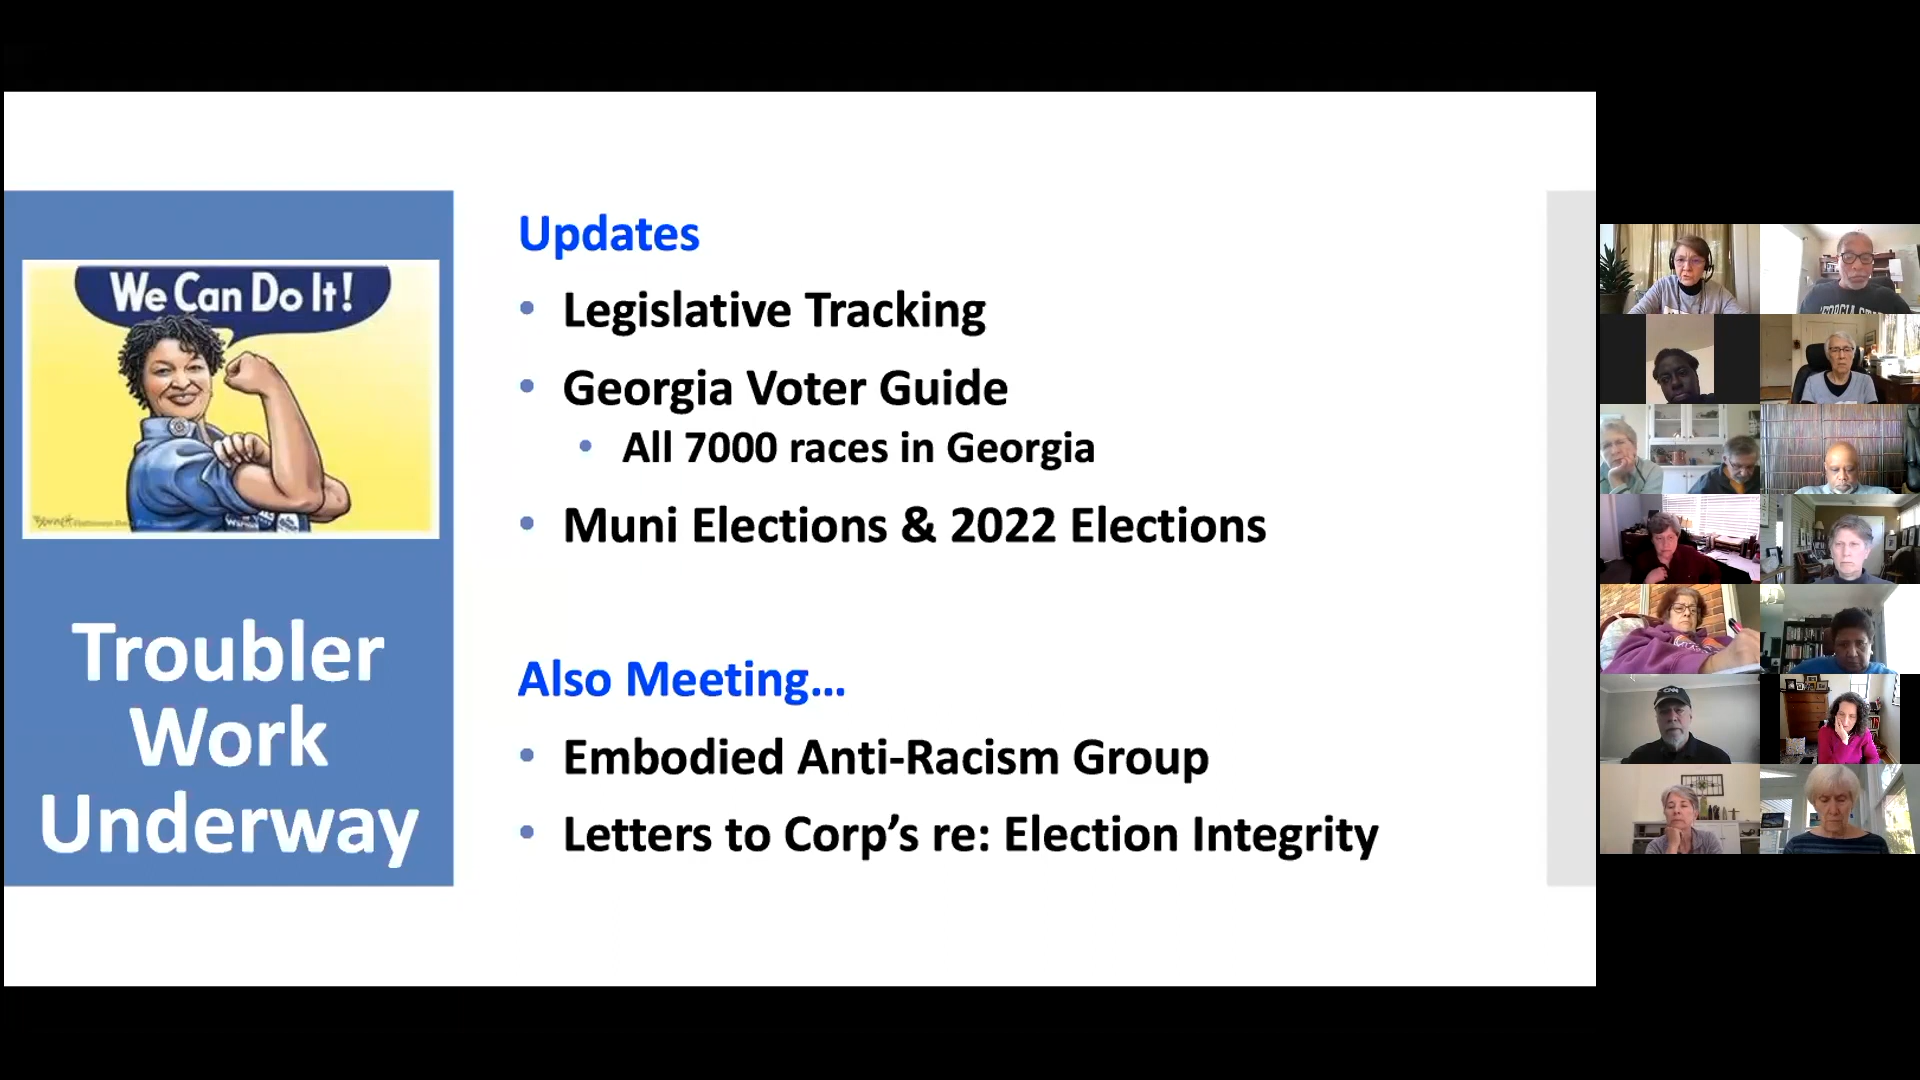 We Can Do It!
Troubler
Work
Underway
Updates
• Legislative Tracking
• Georgia Voter Guide
• All 7000 races in Georgia
• Muni Elections & 2022 Elections
Also Meeting...
• Embodied Anti-Racism Group
• Letters to Corp’s re: Election Integrity